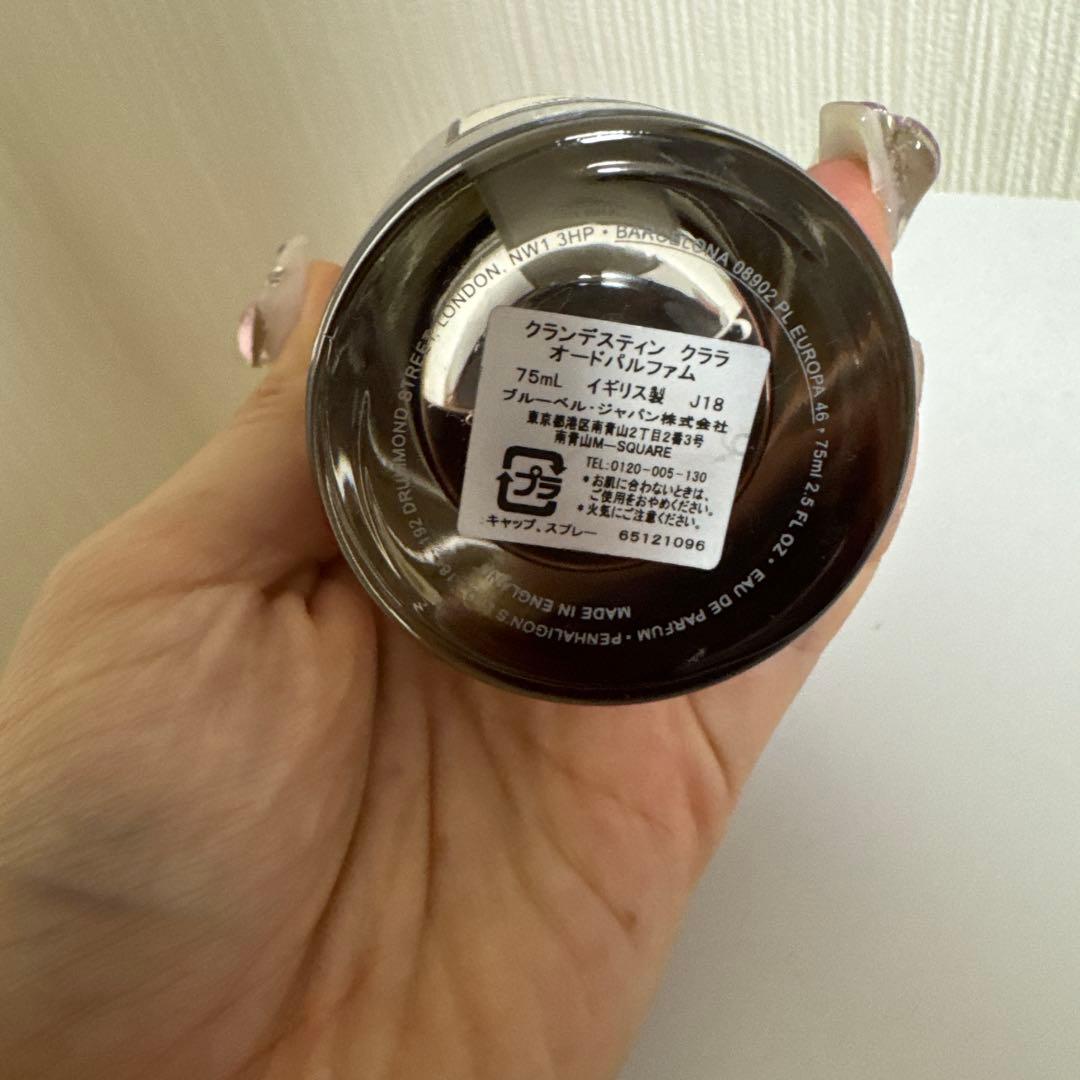 クランデスティン クララ
オードパルファム
75mL イギリス製 J18
ブルーベル・ジャパン株式会社
東京都港区南青山2丁目2番3号
南青山M—SQUARE
TEL:0120-005-130
*お肌に合わないときは、
ご使用をおやめください。
*火気にご注意ください。
プラ
キャップ、スプレー 65121096
PENHALIGON'S • EAU DE PARFUM • 75ml 2.5 FL OZ • BARCELONA 08902 PL EUROPA 46
192 DRUMMOND STREET, LONDON, NW1 3HP •
MADE IN ENGLAND